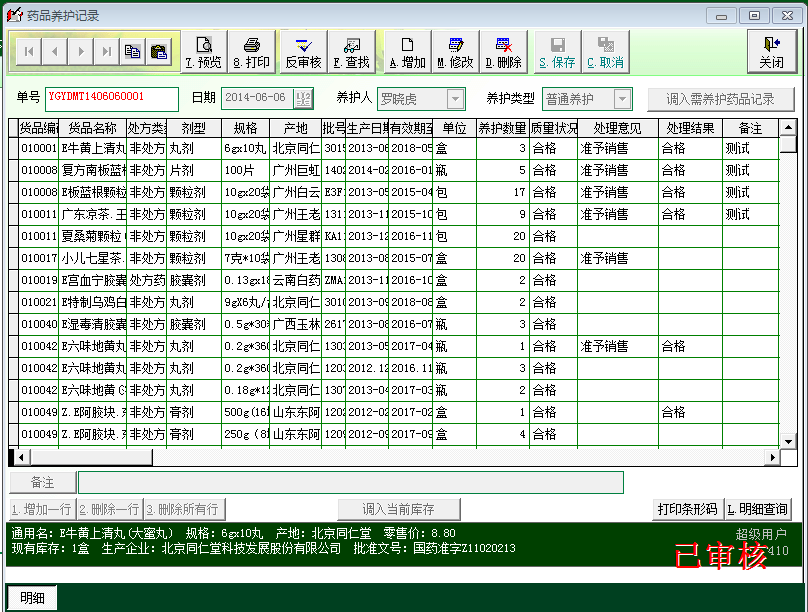 药品养护记录
T.预览 O.打印 反审核 F.查找 A.增加 M.修改 D.删除 S.保存 C.取消 关闭
单号 YGYDMT1406060001 日期 2014-06-06 养护人 罗晓虎 养护类型 普通养护 调入需养护药品记录
货品编 货品名称 处方类 剂型 规格 产地 批号 生产日期 有效期至 单位 养护数量 质量状况 处理意见 处理结果 备注
010001 E牛黄上清丸 非处方 丸剂 6gx10丸 北京同仁 3015 2013-06 2018-05 盒 3 合格 准予销售 合格 测试
010008 复方南板蓝根 非处方 片剂 100片 广州巨虹 1402 2014-02 2016-01 瓶 5 合格 准予销售 合格 测试
010008 E板蓝根颗粒 非处方 颗粒剂 10gx20袋 广州白云 E3F 2013-05 2015-04 包 17 合格 准予销售 合格 测试
010011 广东凉茶.王 非处方 颗粒剂 10gx20袋 广州王老 1311 2013-11 2015-10 包 9 合格 准予销售 合格 测试
010011 夏桑菊颗粒 非处方 颗粒剂 10gx20袋 广州星群 KA1 2013-12 2016-11 包 20 合格
010017 小儿七星茶. 非处方 颗粒剂 7克*10袋 广州王老 1308 2013-08 2015-07 盒 20 合格 准予销售
010019 E宫血宁胶囊 处方药 胶囊剂 0.13gx18 云南白药 ZMA 2013-11 2016-10 盒 2 合格
010021 E特制乌鸡白 非处方 丸剂 9gX6丸/ 北京同仁 3010 2013-09 2018-08 盒 2 合格
010040 E湿毒清胶囊 非处方 胶囊剂 0.5g*30 广西玉林 2617 2013-08 2016-07 瓶 3 合格
010042 E六味地黄丸 非处方 丸剂 0.2g*360 北京同仁 1303 2013-05 2017-04 瓶 1 合格 准予销售 合格
010042 E六味地黄丸 非处方 丸剂 0.2g*360 北京同仁 1203 2012.12 2016.11 瓶 3 合格
010042 E六味地黄( 非处方 丸剂 0.18g*12 北京同仁 1307 2013-04 2017-03 瓶 2 合格
010049 Z.E阿胶块. 非处方 膏剂 500g(16 山东东阿 1202 2012-02 2017-02 盒 1 合格 合格
010049 Z.E阿胶块. 非处方 膏剂 250g(8 山东东阿 1209 2012-09 2017-09 盒 4 合格
备注
1.增加一行 2.删除一行 3.删除所有行 调入当前库存 打印条形码 L.明细查询
通用名：E牛黄上清丸(大蜜丸) 规格：6gx10丸 产地：北京同仁堂 零售价：8.80 超级用户
现有库存：1盒 生产企业：北京同仁堂科技发展股份有限公司 批准文号：国药准字Z11020213 已审核 410
明细